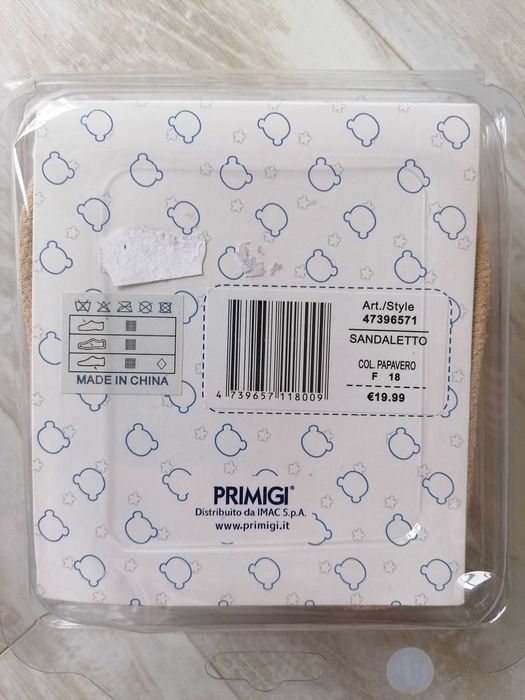 Art./Style
47396571
SANDALETTO
COL. PAPAVERO
F 18
€19.99
4 739657 118009
MADE IN CHINA
PRIMIGI®
Distribuito da IMAC S.p.A.
www.primigi.it